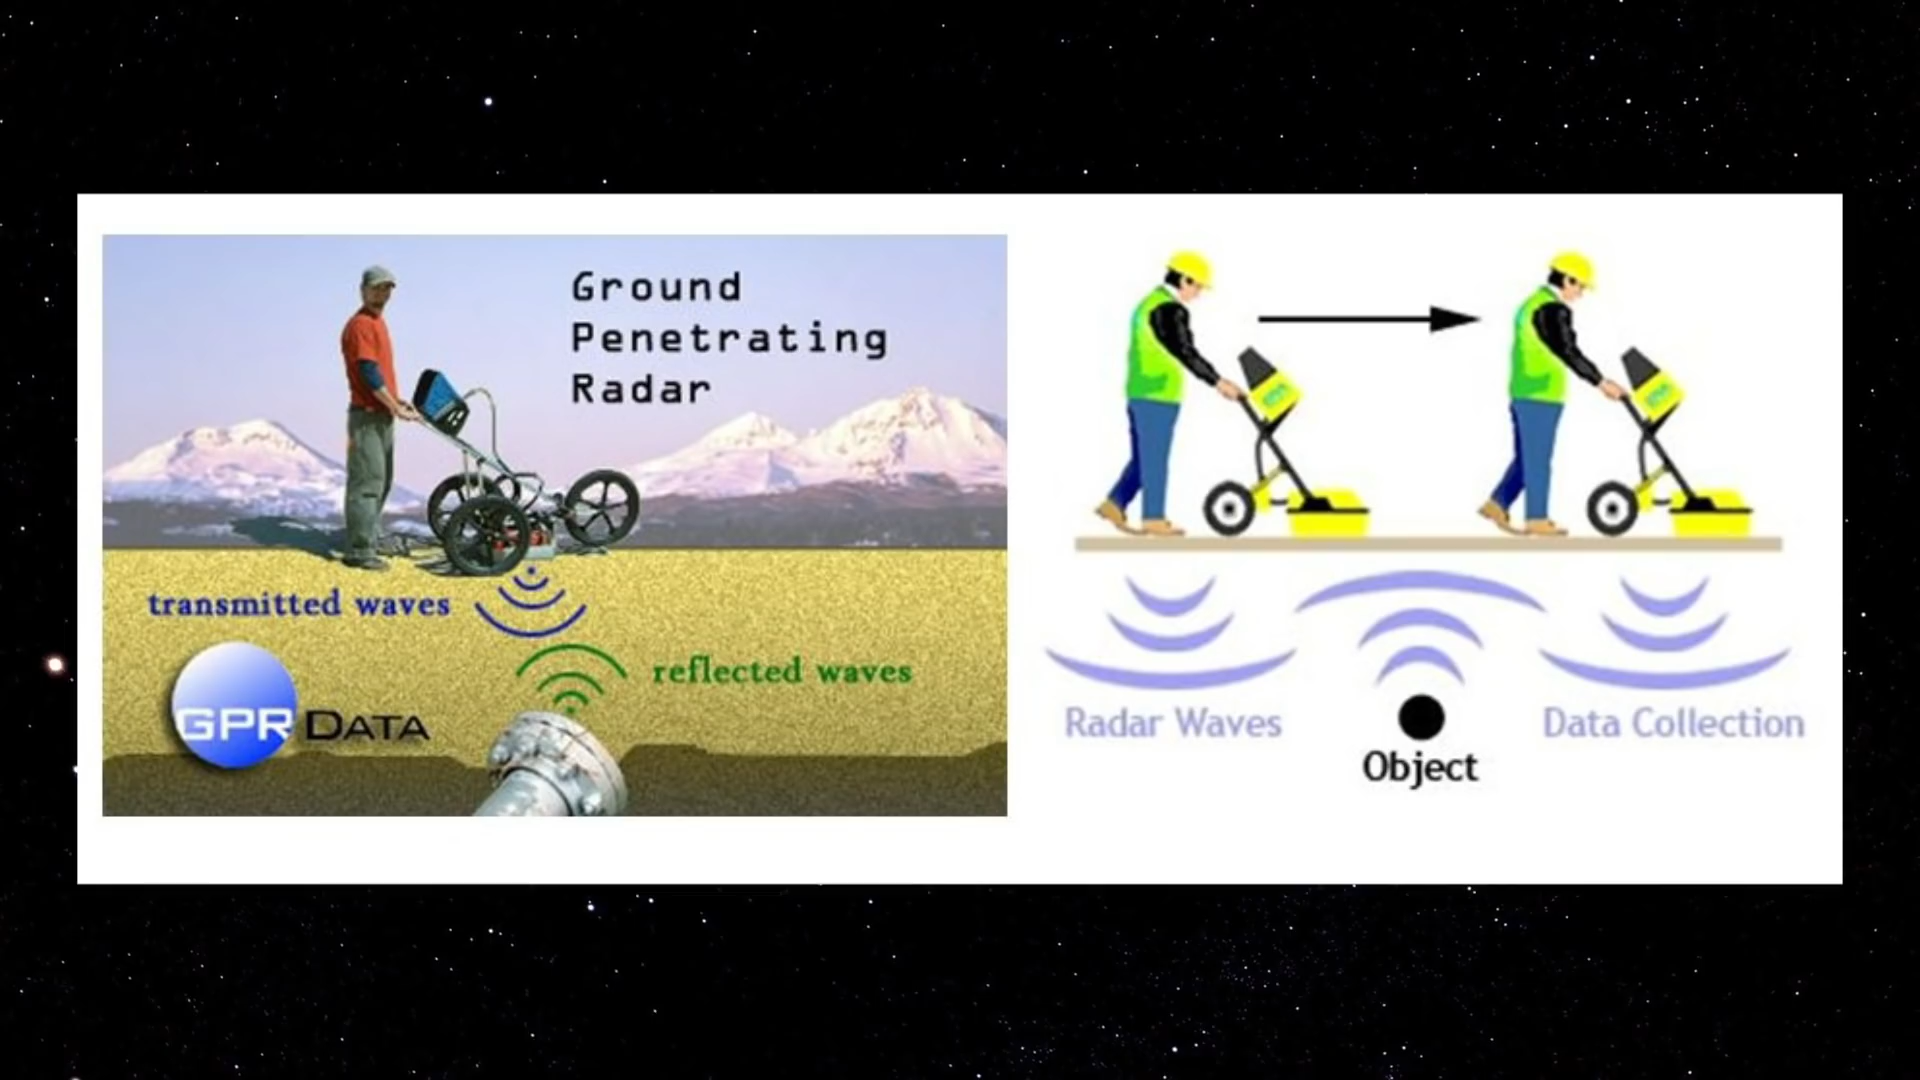 Ground
Penetrating
Radar
transmitted waves
reflected waves
GPR DATA
Radar Waves
Object
Data Collection